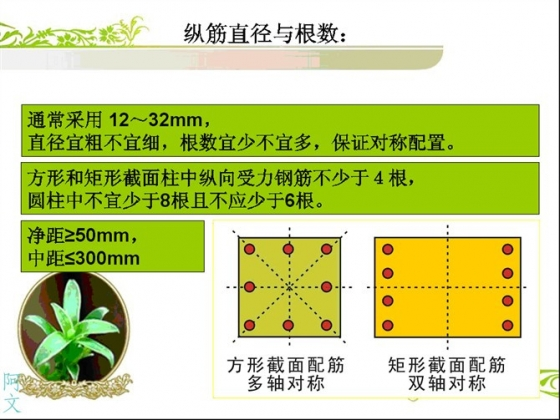 纵筋直径与根数：
通常采用 12～32mm，
直径宜粗不宜细，根数宜少不宜多，保证对称配置。
方形和矩形截面柱中纵向受力钢筋不少于４根，
圆柱中不宜少于8根且不应少于6根。
净距≥50mm，
中距≤300mm
方形截面配筋
多轴对称
矩形截面配筋
双轴对称
阿文